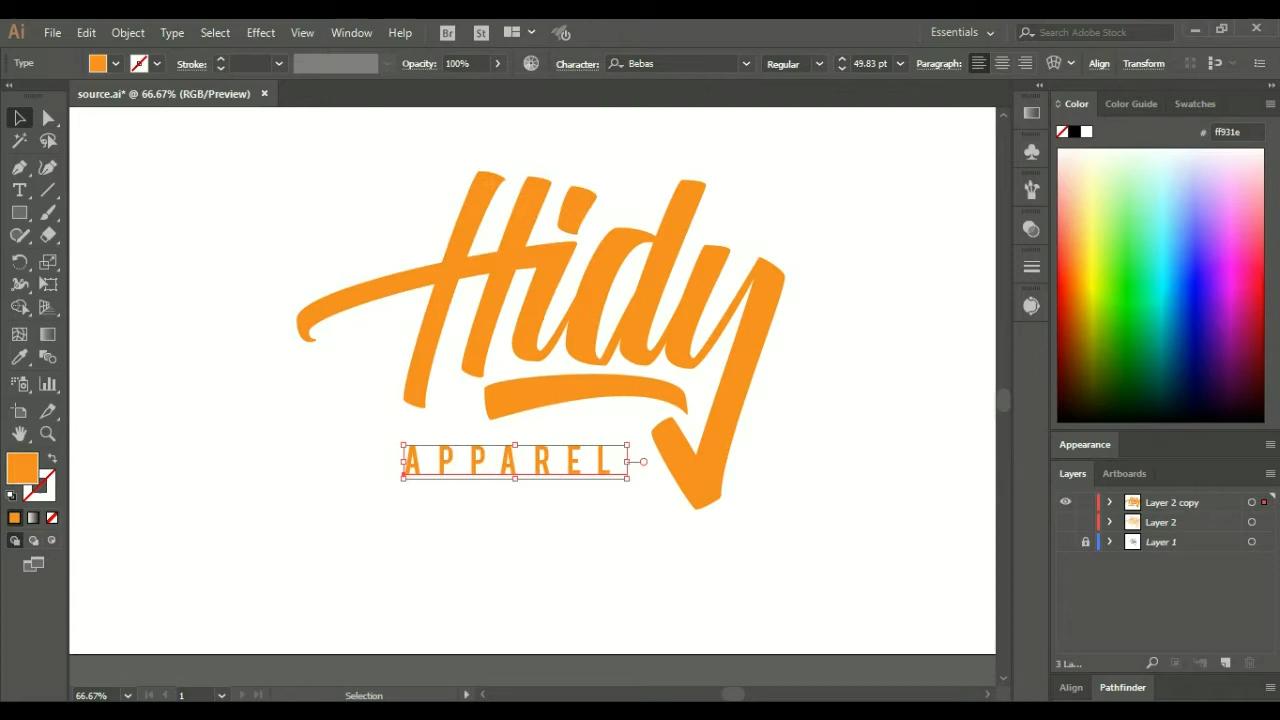 Ai File Edit Object Type Select Effect View Window Help Br St Essentials Search Adobe Stock
Type Stroke: Opacity: 100% Character: Bebas Regular 49.83 pt Paragraph: Align Transform
source.ai* @ 66.67% (RGB/Preview)
Color Color Guide Swatches
# ff931e
Hidy
APPAREL
Appearance
Layers Artboards
Layer 2 copy
Layer 2
Layer 1
3 La...
Align Pathfinder
66.67% 1 Selection